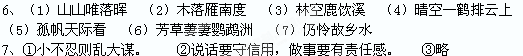 6、（1）山山唯落晖 （2）木落雁南度 （3）林空鹿饮溪 （4）晴空一鹤排云上
（5）孤帆天际看 （6）芳草萋萋鹦鹉洲 （7）仍怜故乡水
7、①小不忍则乱大谋。 ②说话要守信用，做事要有责任感。 ③略